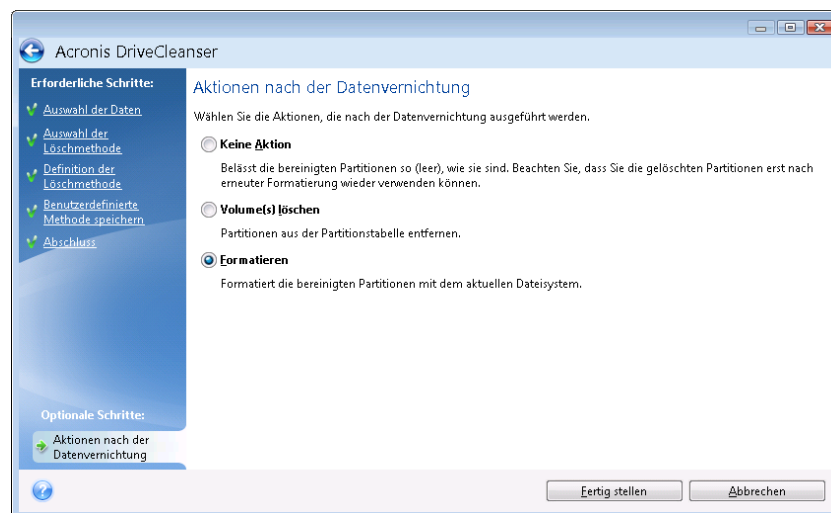 Acronis DriveCleanser
Erforderliche Schritte:
Auswahl der Daten
Auswahl der
Löschmethode
Definition der
Löschmethode
Benutzerdefinierte
Methode speichern
Abschluss
Optionale Schritte:
Aktionen nach der
Datenvernichtung
Aktionen nach der Datenvernichtung
Wählen Sie die Aktionen, die nach der Datenvernichtung ausgeführt werden.
Keine Aktion
Belässt die bereinigten Partitionen so (leer), wie sie sind. Beachten Sie, dass Sie die gelöschten Partitionen erst nach
erneuter Formatierung wieder verwenden können.
Volume(s) löschen
Partitionen aus der Partitionstabelle entfernen.
Formatieren
Formatiert die bereinigten Partitionen mit dem aktuellen Dateisystem.
Fertig stellen
Abbrechen